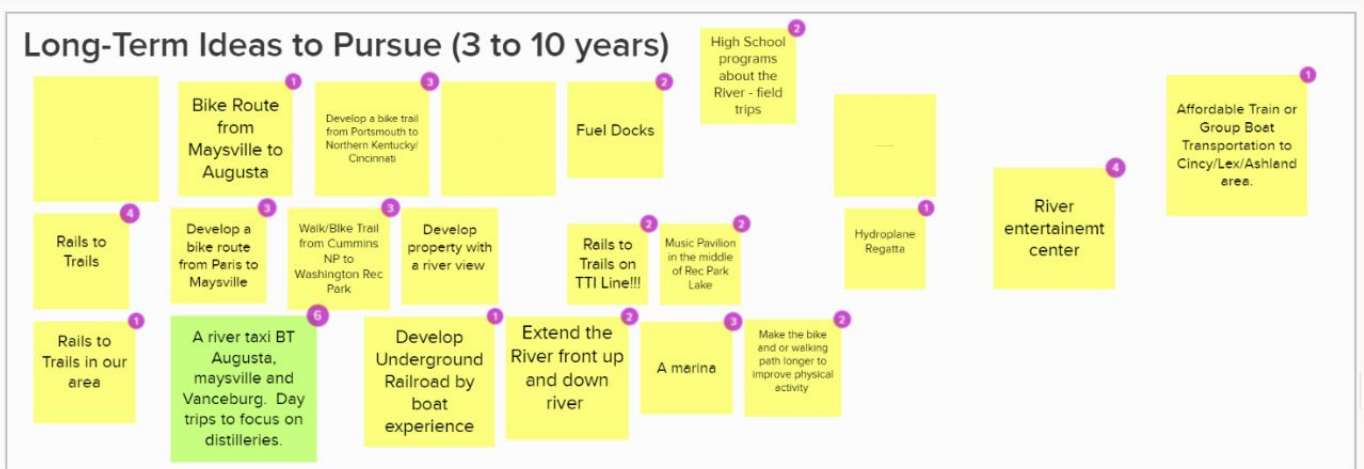 Long-Term Ideas to Pursue (3 to 10 years)
2
High School
programs
about the
River - field
trips
1
Bike Route
from
Maysville to
Augusta
3
Develop a bike trail
from Portsmouth to
Northern Kentucky/
Cincinnati
2
Fuel Docks
1
Affordable Train or
Group Boat
Transportation to
Cincy/Lex/Ashland
area.
4
River
entertainemt
center
4
Rails to
Trails
3
Develop a
bike route
from Paris to
Maysville
3
Walk/BIke Trail
from Cummins
NP to
Washington Rec
Park
Develop
property with
a river view
2
Rails to
Trails on
TTI Line!!!
2
Music Pavilion
in the middle
of Rec Park
Lake
1
Hydroplane
Regatta
1
Rails to
Trails in our
area
6
A river taxi BT
Augusta,
maysville and
Vanceburg. Day
trips to focus on
distilleries.
1
Develop
Underground
Railroad by
boat
experience
2
Extend the
River front up
and down
river
3
A marina
2
Make the bike
and or walking
path longer to
improve physical
activity